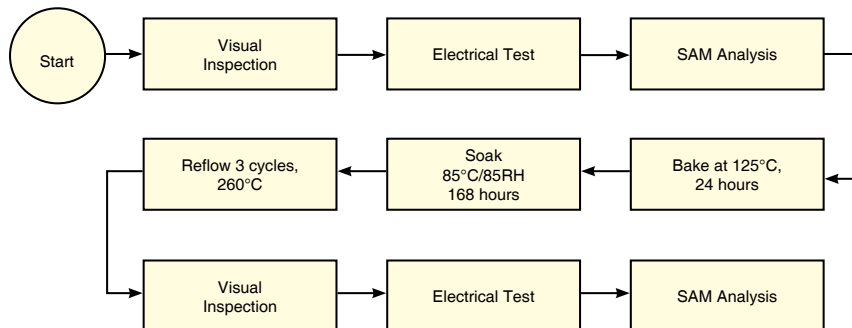 Start
Visual
Inspection
Electrical Test
SAM Analysis
Bake at 125°C,
24 hours
Soak
85°C/85RH
168 hours
Reflow 3 cycles,
260°C
Visual
Inspection
Electrical Test
SAM Analysis